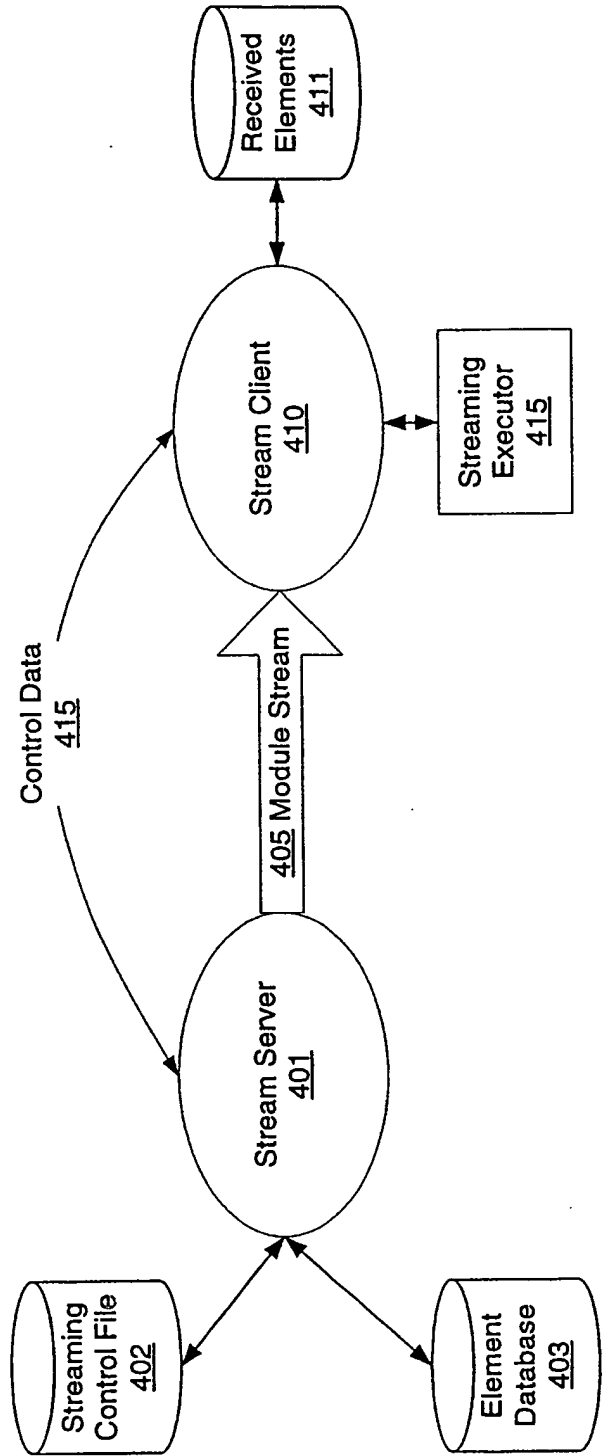 Control Data
415
Streaming
Control File
402
Element
Database
403
Stream Server
401
405 Module Stream
Stream Client
410
Received
Elements
411
Streaming
Executor
415